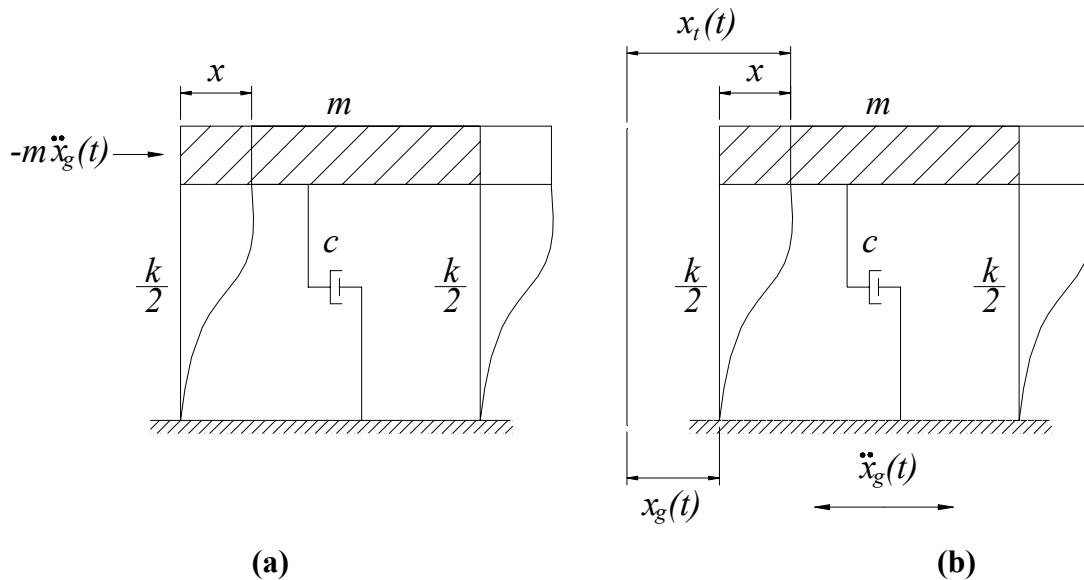 x
m
-mẍg(t)
c
k/2
k/2
(a)
xt(t)
x
m
c
k/2
k/2
ẍg(t)
xg(t)
(b)